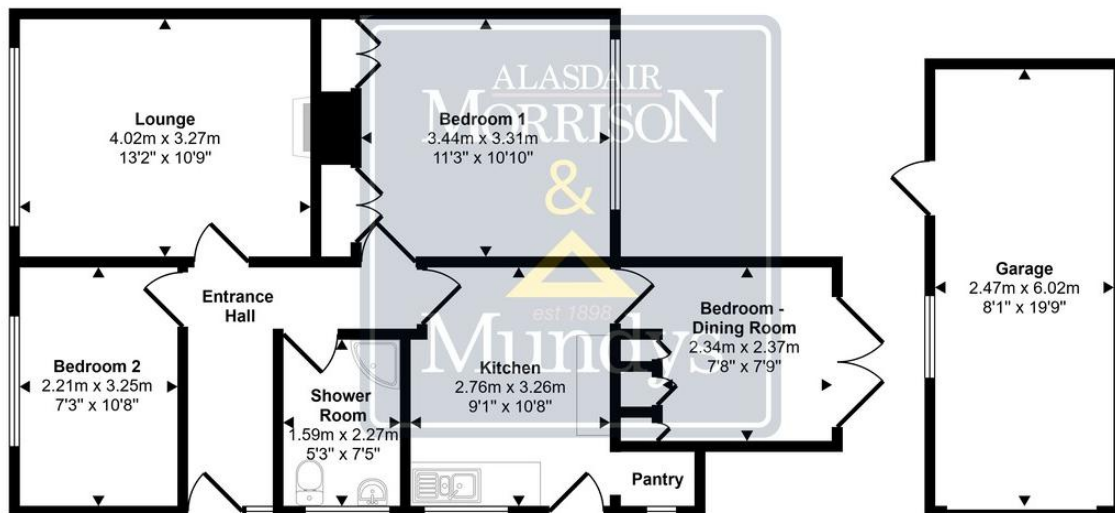 Lounge
4.02m x 3.27m
13'2" x 10'9"
ALASDAIR
MORRISON
&
est 1898
Mundys
Bedroom 1
3.44m x 3.31m
11'3" x 10'10"
Entrance
Hall
Bedroom 2
2.21m x 3.25m
7'3" x 10'8"
Shower
Room
1.59m x 2.27m
5'3" x 7'5"
Kitchen
2.76m x 3.26m
9'1" x 10'8"
Bedroom -
Dining Room
2.34m x 2.37m
7'8" x 7'9"
Pantry
Garage
2.47m x 6.02m
8'1" x 19'9"